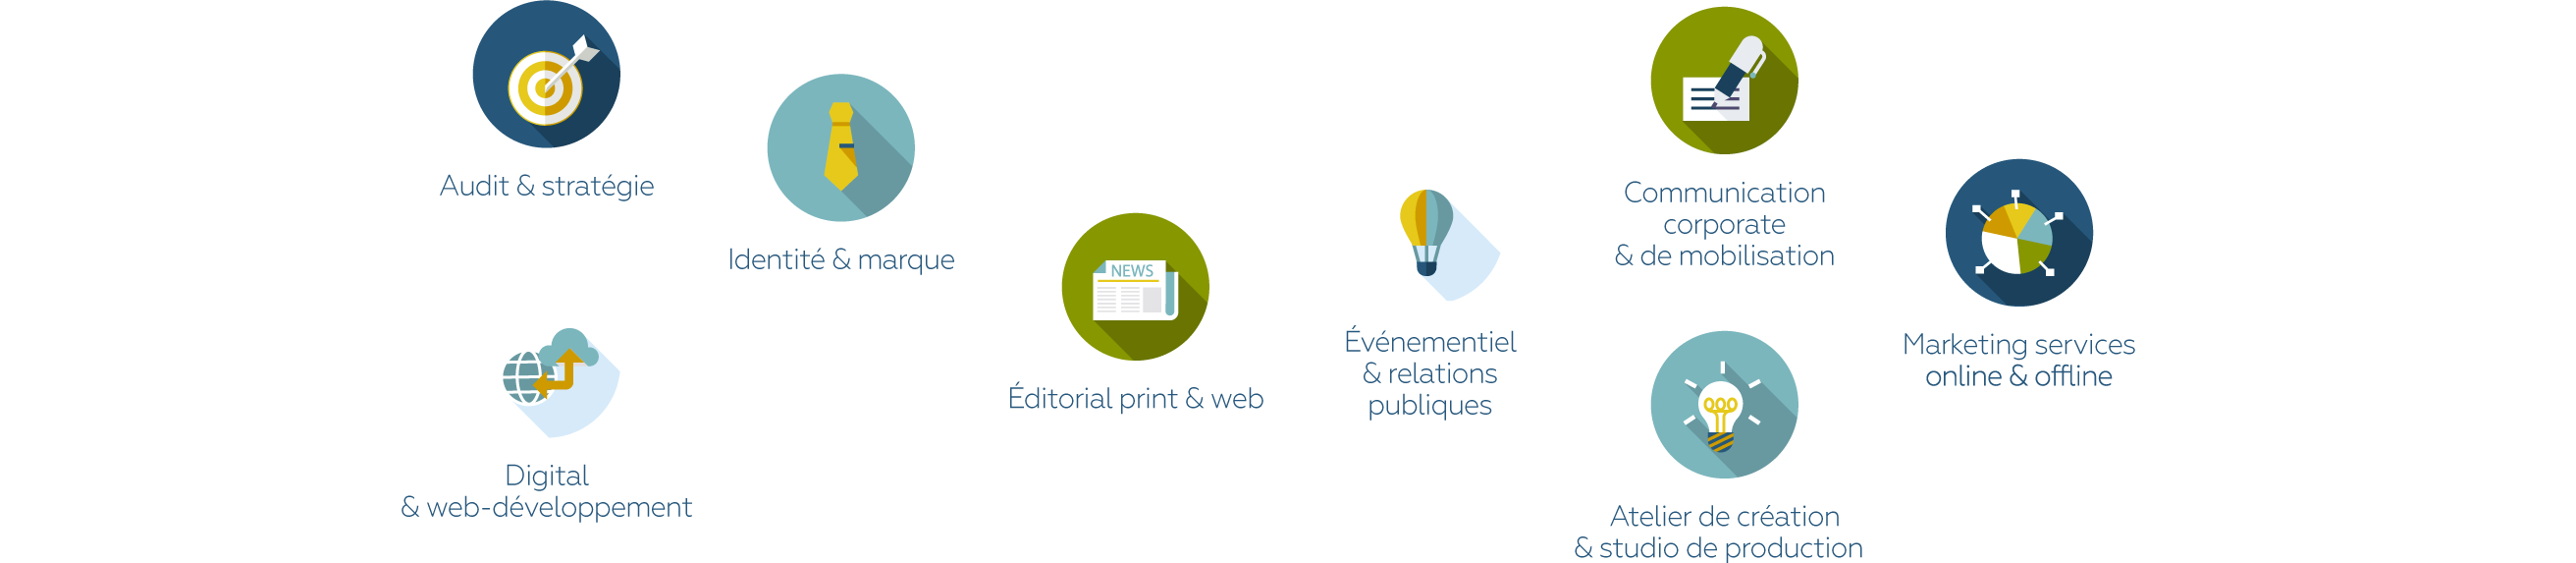 Audit & stratégie
Identité & marque
Digital
& web-développement
NEWS
Éditorial print & web
Événementiel
& relations
publiques
Communication
corporate
& de mobilisation
Atelier de création
& studio de production
Marketing services
online & offline